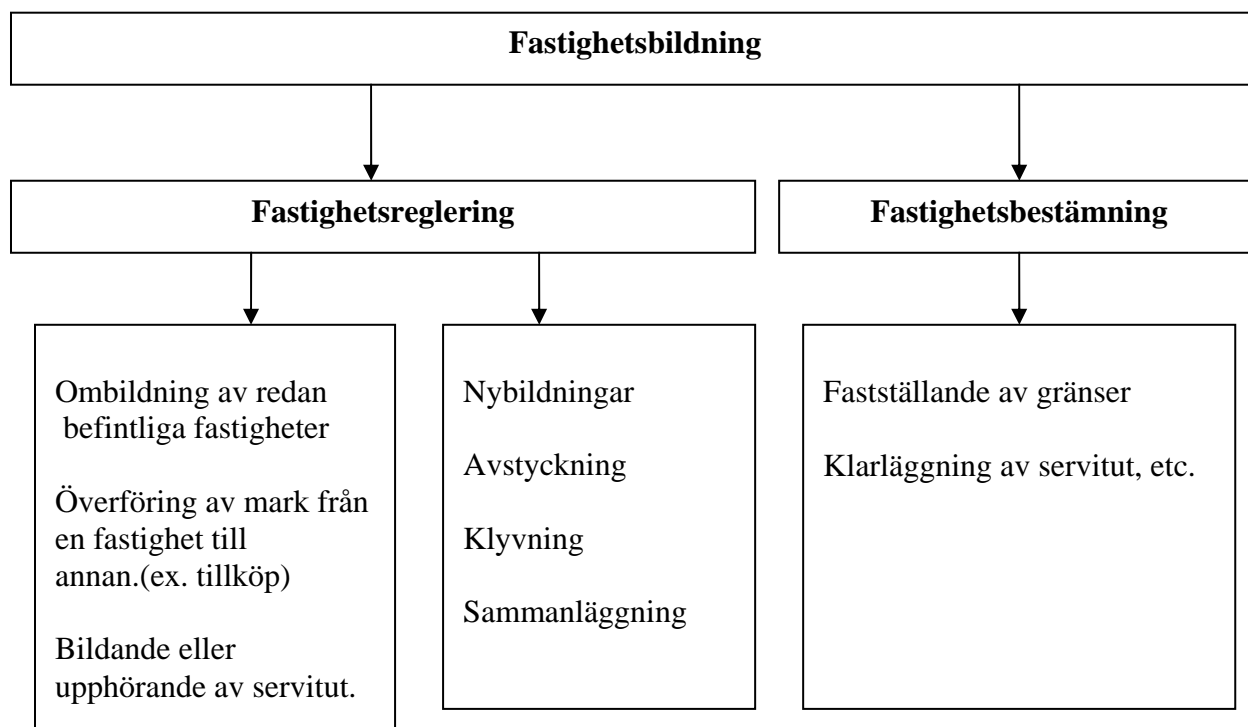 Fastighetsbildning
Fastighetsreglering
Fastighetsbestämning
Ombildning av redan
befintliga fastigheter
Överföring av mark från
en fastighet till
annan.(ex. tillköp)
Bildande eller
upphörande av servitut.
Nybildningar
Avstyckning
Klyvning
Sammanläggning
Fastställande av gränser
Klarläggning av servitut, etc.